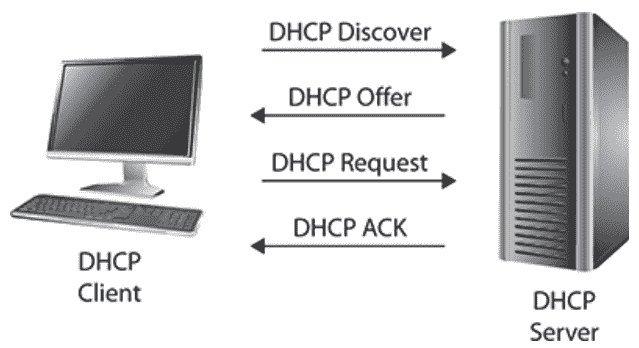 DHCP Discover
DHCP Offer
DHCP Request
DHCP ACK
DHCP
Client
DHCP
Server